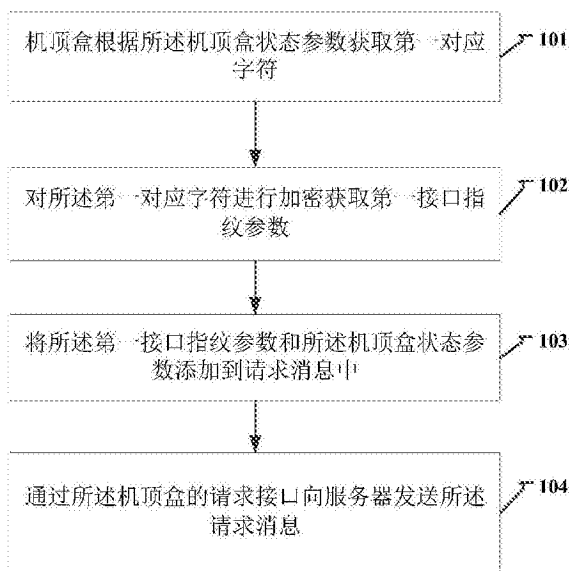 机顶盒根据所述机顶盒状态参数获取第一对应
字符
101
对所述第一对应字符进行加密获取第一接口指
纹参数
102
将所述第一接口指纹参数和所述机顶盒状态参
数添加到请求消息中
103
通过所述机顶盒的请求接口向服务器发送所述
请求消息
104